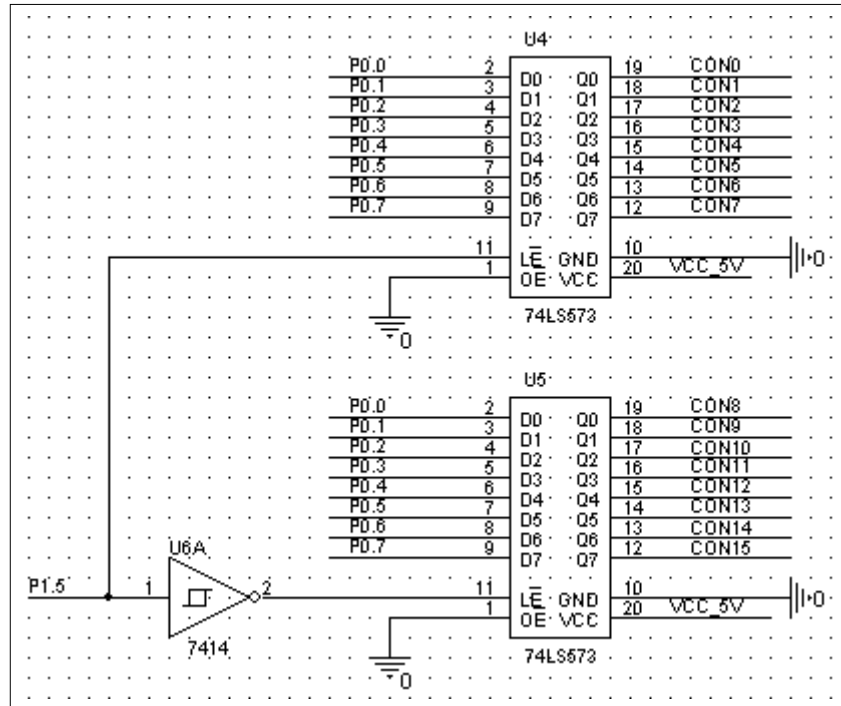 U4
P0.0 2 D0 Q0 19 CON0
P0.1 3 D1 Q1 18 CON1
P0.2 4 D2 Q2 17 CON2
P0.3 5 D3 Q3 16 CON3
P0.4 6 D4 Q4 15 CON4
P0.5 7 D5 Q5 14 CON5
P0.6 8 D6 Q6 13 CON6
P0.7 9 D7 Q7 12 CON7
11 LE GND 10 0
1 OE VCC 20 VCC_5V
0
74LS573
U5
P0.0 2 D0 Q0 19 CON8
P0.1 3 D1 Q1 18 CON9
P0.2 4 D2 Q2 17 CON10
P0.3 5 D3 Q3 16 CON11
P0.4 6 D4 Q4 15 CON12
P0.5 7 D5 Q5 14 CON13
P0.6 8 D6 Q6 13 CON14
P0.7 9 D7 Q7 12 CON15
U6A
P1.5 1 2 11 LE GND 10 0
1 OE VCC 20 VCC_5V
7414
0
74LS573